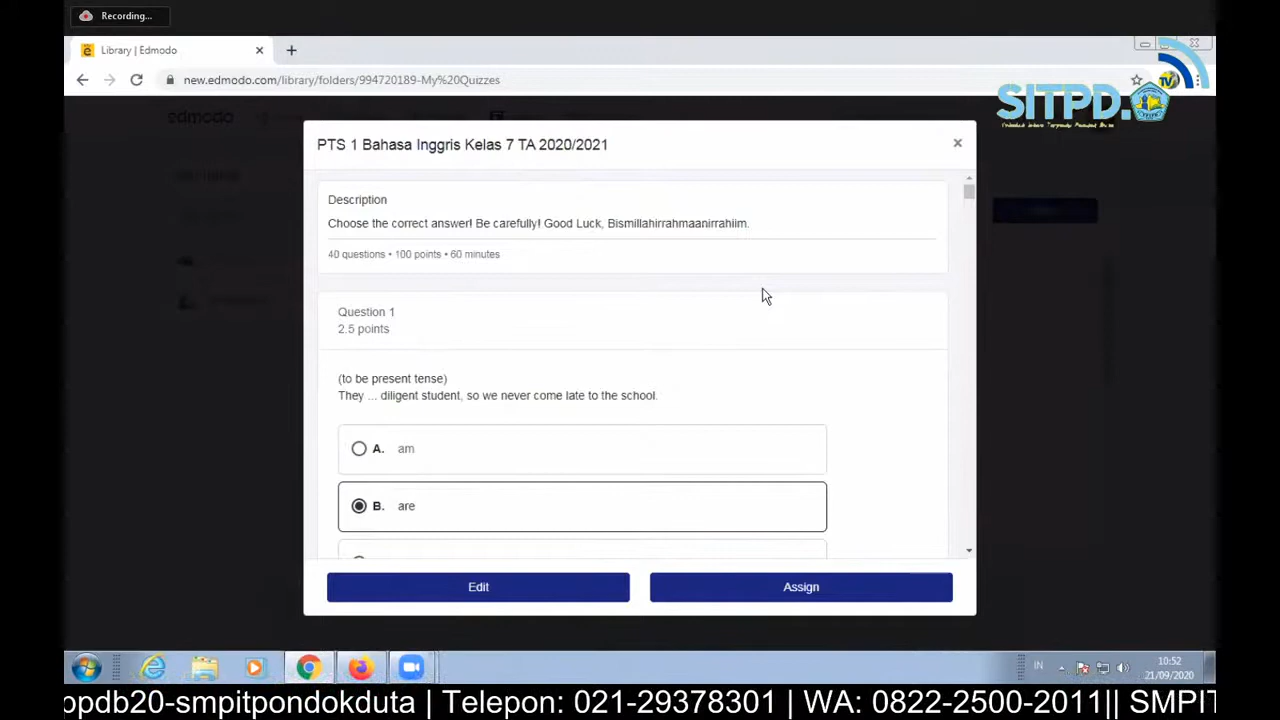 Recording...
Library | Edmodo
new.edmodo.com/library/folders/994720189-My%20Quizzes
SITPD.
edmodo
PTS 1 Bahasa Inggris Kelas 7 TA 2020/2021
Description
Choose the correct answer! Be carefully! Good Luck, Bismillahirrahmaanirrahiim.
40 questions • 100 points • 60 minutes
Question 1
2.5 points
(to be present tense)
They ... diligent student, so we never come late to the school.
A. am
B. are
Edit
Assign
IN
10:52
21/09/2020
ppdb20-smpitpondokduta | Telepon: 021-29378301 | WA: 0822-2500-2011|| SMPIT